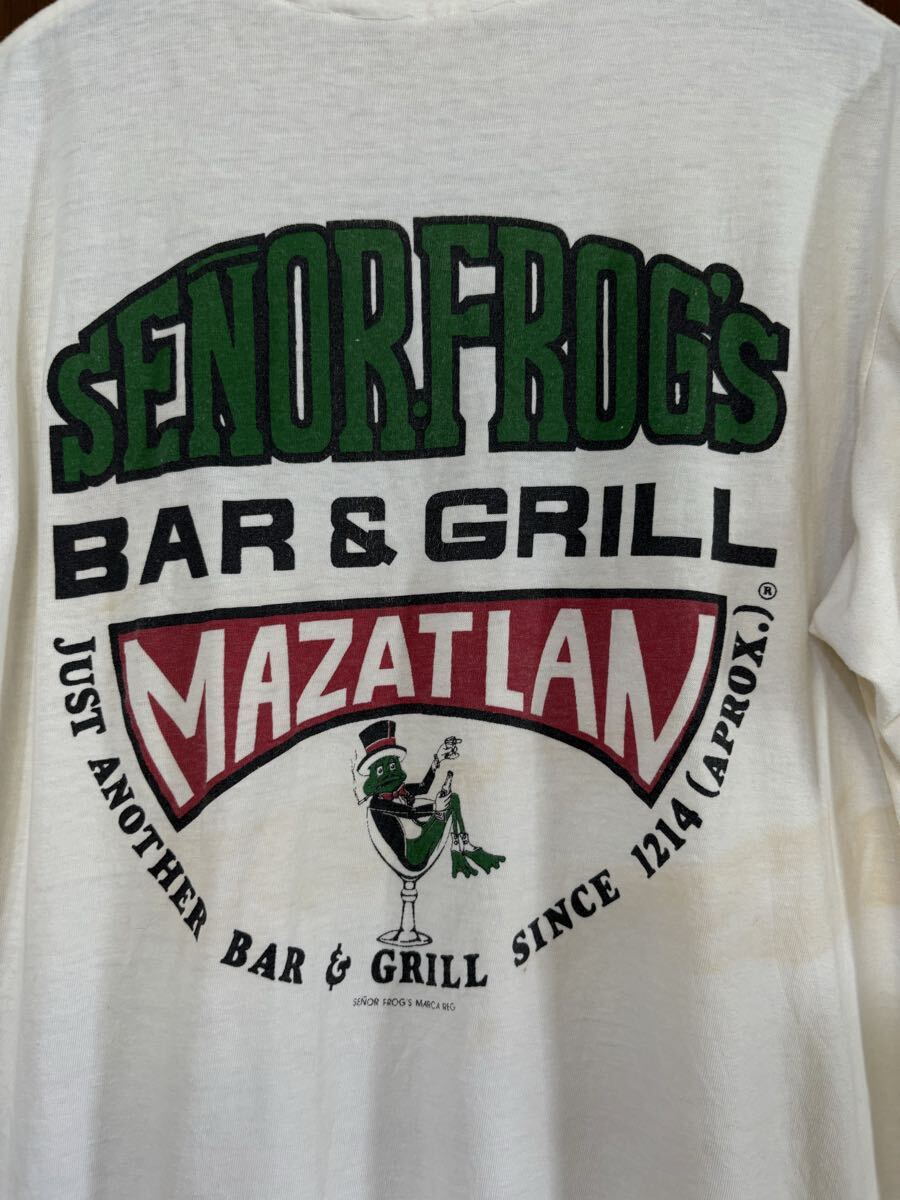 SEÑOR.FROG'S
BAR & GRILL
®
MAZATLAN
JUST ANOTHER BAR & GRILL SINCE 1214 (APROX.)
SEÑOR FROG'S MARCA REG